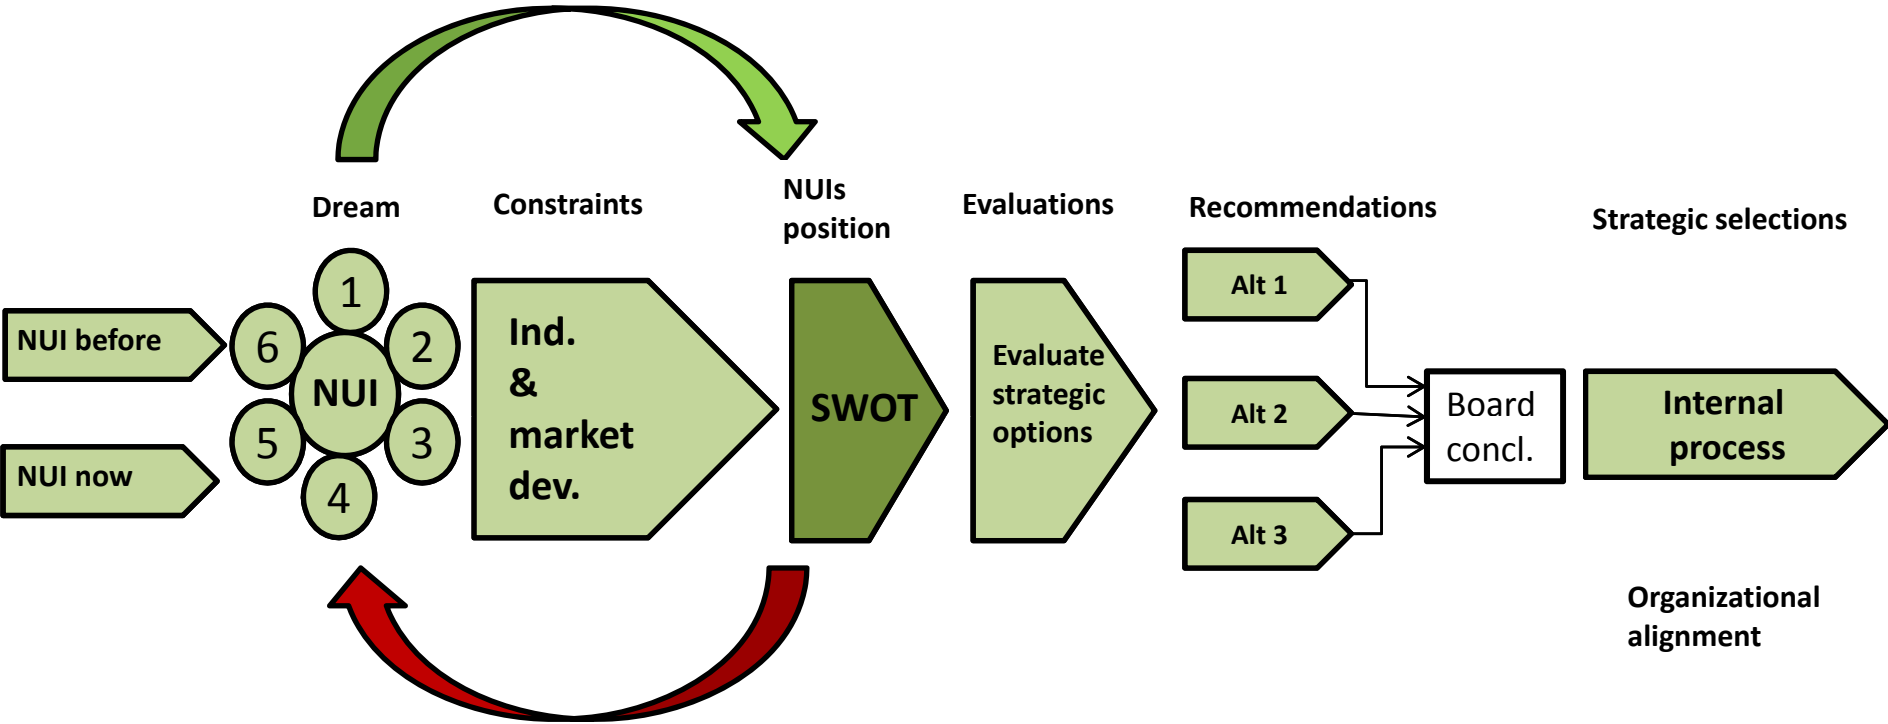 Dream
Constraints
NUIs
position
Evaluations
Recommendations
Strategic selections
NUI before
NUI now
1
2
3
4
5
6
NUI
Ind.
&
market
dev.
SWOT
Evaluate
strategic
options
Alt 1
Alt 2
Alt 3
Board
concl.
Internal
process
Organizational
alignment